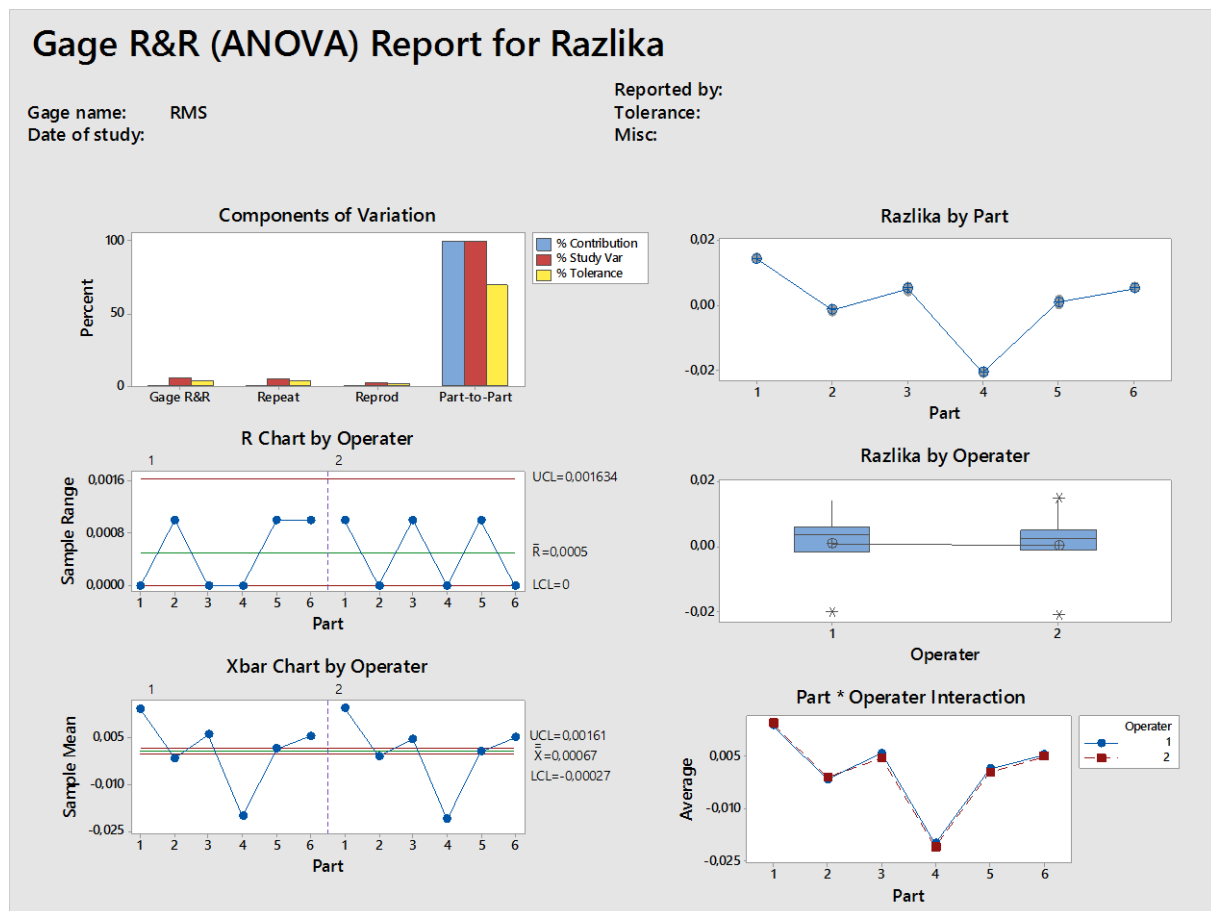 Gage R&R (ANOVA) Report for Razlika
Gage name: RMS
Date of study:
Reported by:
Tolerance:
Misc:
Components of Variation
Percent
100
50
0
Gage R&R Repeat Reprod Part-to-Part
% Contribution
% Study Var
% Tolerance
R Chart by Operater
1 2
Sample Range
0,0016
0,0008
0,0000
UCL=0,001634
R̅=0,0005
LCL=0
1 2 3 4 5 6 1 2 3 4 5 6
Part
Xbar Chart by Operater
1 2
Sample Mean
0,005
-0,010
-0,025
UCL=0,00161
X̿=0,00067
LCL=-0,00027
1 2 3 4 5 6 1 2 3 4 5 6
Part
Razlika by Part
0,02
0,00
-0,02
1 2 3 4 5 6
Part
Razlika by Operater
0,02
0,00
-0,02
1 2
Operater
Part * Operater Interaction
Average
0,005
-0,010
-0,025
1 2 3 4 5 6
Part
Operater
1
2